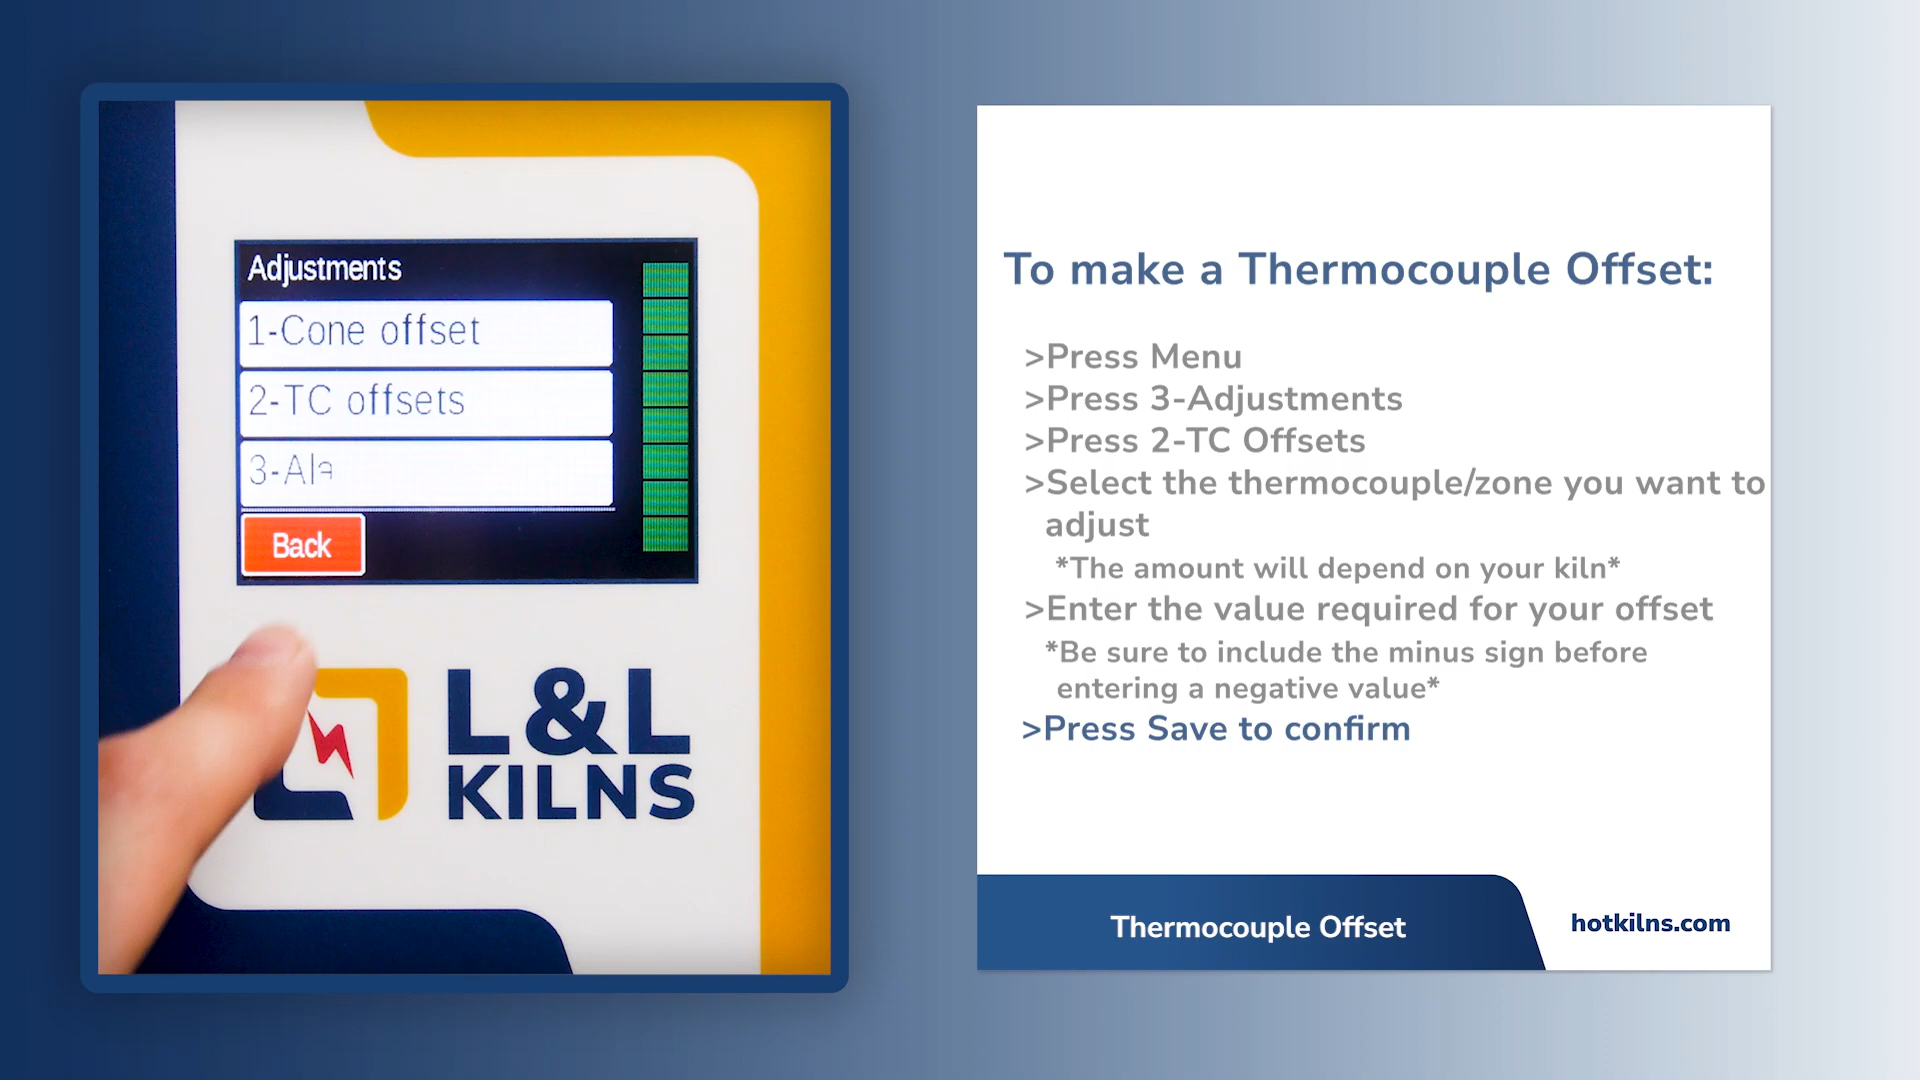 Adjustments
1-Cone offset
2-TC offsets
Back
L&L
KILNS
To make a Thermocouple Offset:
>Press Menu
>Press 3-Adjustments
>Press 2-TC Offsets
>Select the thermocouple/zone you want to
adjust
*The amount will depend on your kiln*
>Enter the value required for your offset
*Be sure to include the minus sign before
entering a negative value*
>Press Save to confirm
Thermocouple Offset
hotkilns.com